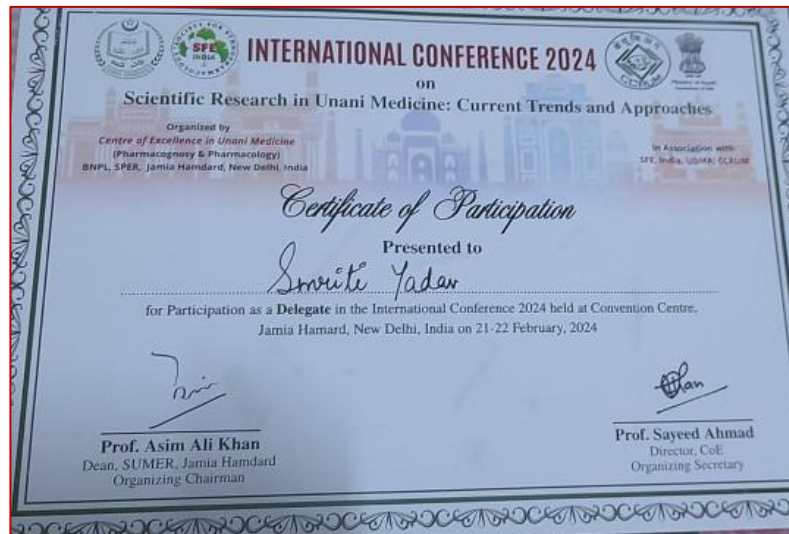 SFE
INDIA
CCRUM
INTERNATIONAL CONFERENCE 2024
on
Scientific Research in Unani Medicine: Current Trends and Approaches
Organized by
Centre of Excellence in Unani Medicine
(Pharmacognosy & Pharmacology)
BNPL, SPER, Jamia Hamdard, New Delhi, India
In Association with
SFE, India, CCRUM
Certificate of Participation
Presented to
Smriti Yadav
for Participation as a Delegate in the International Conference 2024 held at Convention Centre,
Jamia Hamard, New Delhi, India on 21-22 February, 2024
Prof. Asim Ali Khan
Dean, SUMER, Jamia Hamdard
Organizing Chairman
Prof. Sayeed Ahmad
Director, CoE
Organizing Secretary